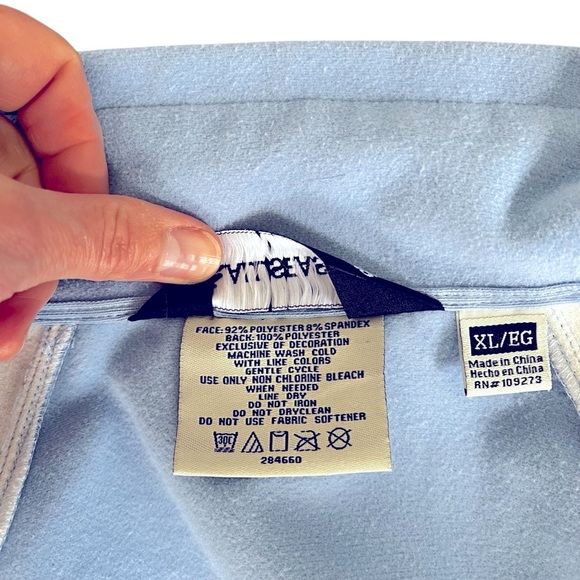 FACE: 92% POLYESTER 8% SPANDEX
BACK: 100% POLYESTER
EXCLUSIVE OF DECORATION
MACHINE WASH COLD
WITH LIKE COLORS
GENTLE CYCLE
USE ONLY NON CHLORINE BLEACH
WHEN NEEDED
LINE DRY
DO NOT IRON
DO NOT DRYCLEAN
DO NOT USE FABRIC SOFTENER
30C
284660
XL/EG
Made in China
Hecho en China
RN# 109273